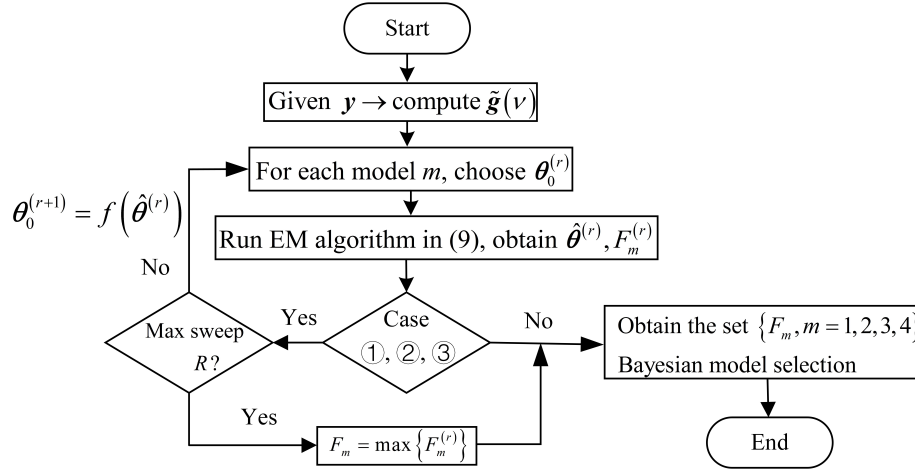 Start
Given y → compute g̃(ν)
For each model m, choose θ₀^(r)
θ₀^(r+1) = f(θ̂^(r))
Run EM algorithm in (9), obtain θ̂^(r), F_m^(r)
No
Max sweep
R?
Yes
Case
①, ②, ③
No
Obtain the set {F_m, m = 1,2,3,4}
Bayesian model selection
Yes
F_m = max{F_m^(r)}
End